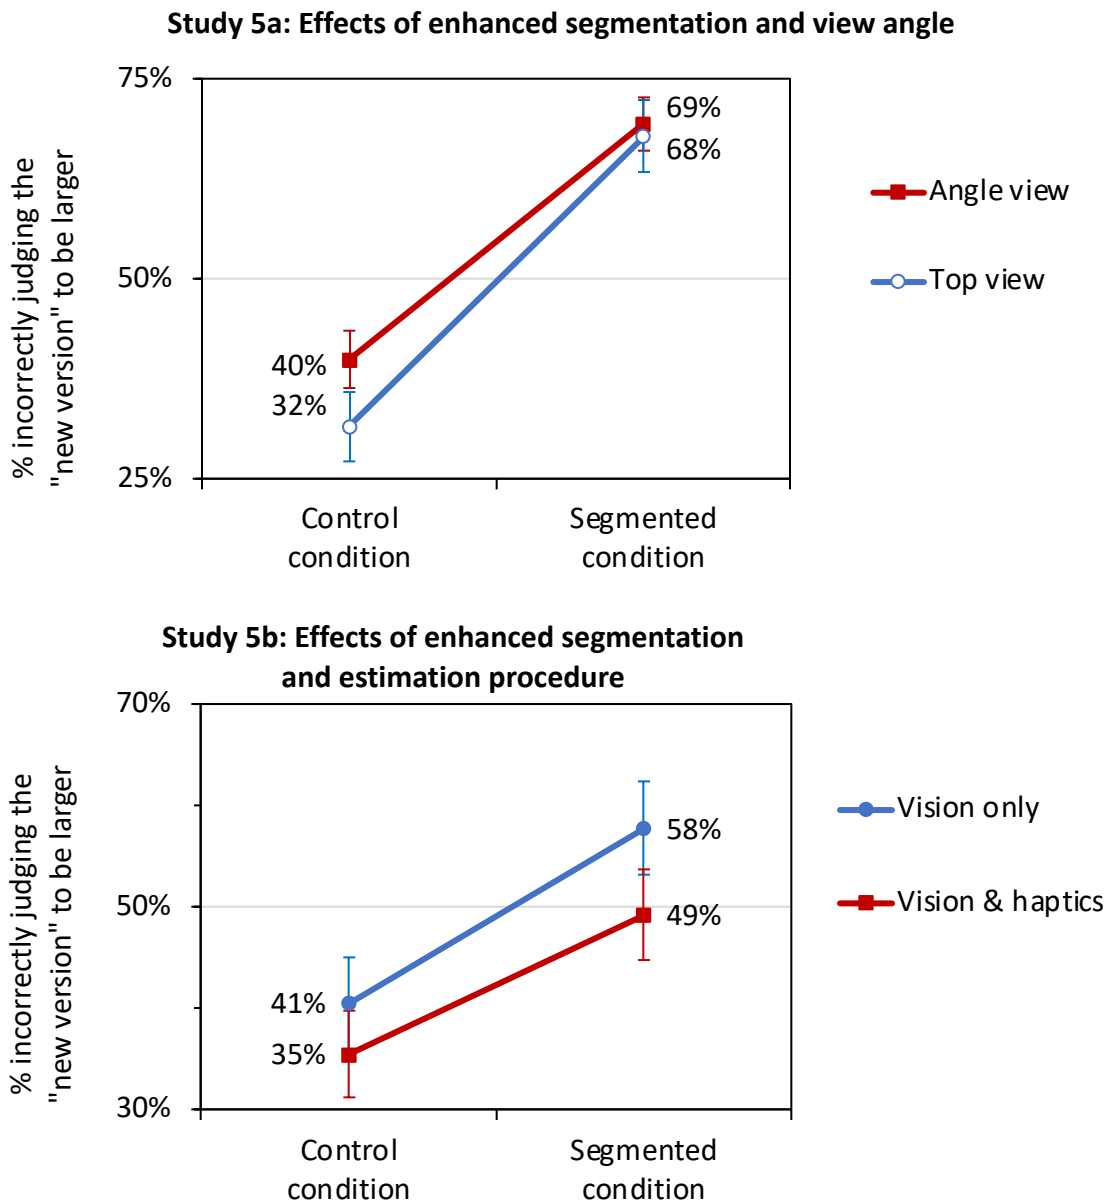 Study 5a: Effects of enhanced segmentation and view angle
% incorrectly judging the
"new version" to be larger
75%
50%
25%
69%
68%
40%
32%
Control
condition
Segmented
condition
Angle view
Top view
Study 5b: Effects of enhanced segmentation
and estimation procedure
% incorrectly judging the
"new version" to be larger
70%
50%
30%
58%
49%
41%
35%
Control
condition
Segmented
condition
Vision only
Vision & haptics